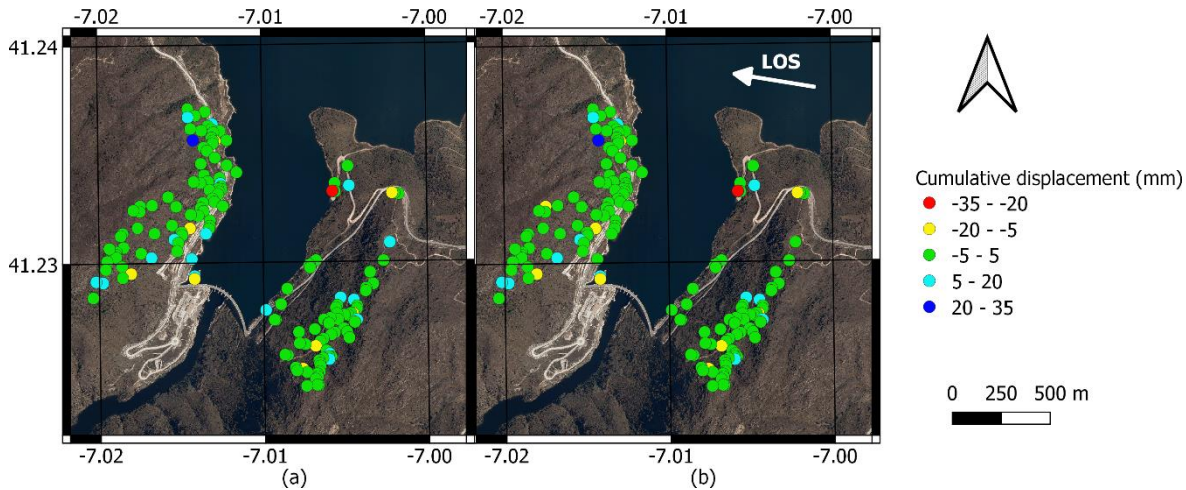 -7.02 -7.01 -7.00 -7.02 -7.01 -7.00
41.24
LOS
41.23
Cumulative displacement (mm)
-35 - -20
-20 - -5
-5 - 5
5 - 20
20 - 35
0 250 500 m
-7.02 -7.01 -7.00 -7.02 -7.01 -7.00
(a) (b)